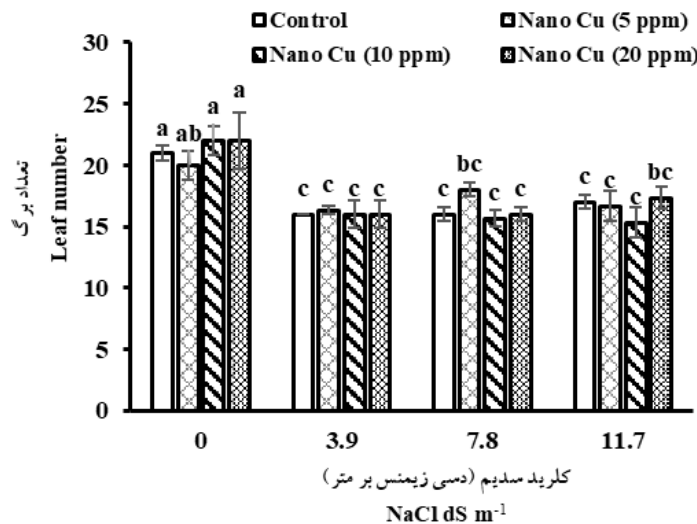 Control Nano Cu (5 ppm)
Nano Cu (10 ppm) Nano Cu (20 ppm)
30
25
20
15
10
5
0
تعداد برگ
Leaf number
a ab a a
c c c c
c bc c c
c c c bc
0 3.9 7.8 11.7
کلرید سدیم (دسی زیمنس بر متر)
NaCl dS m⁻¹